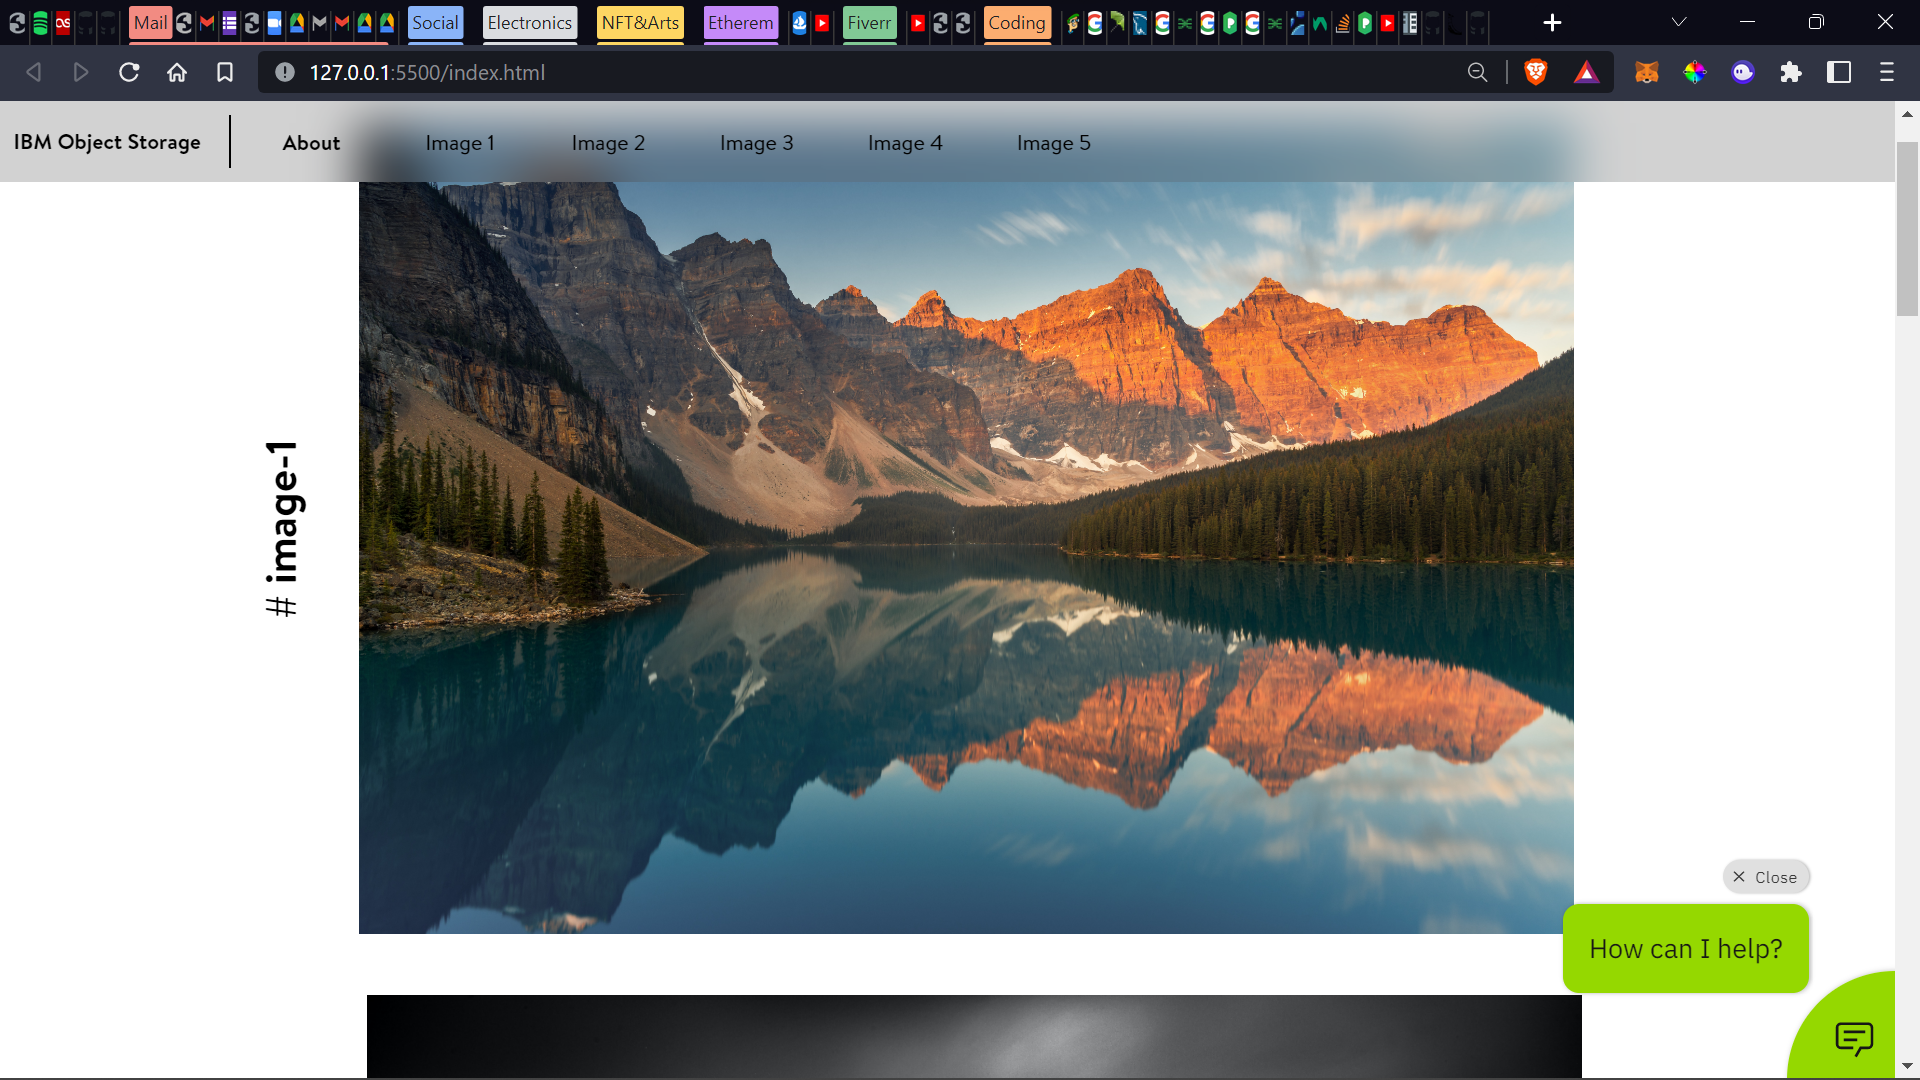 Mail Social Electronics NFT&Arts Etherem Fiverr Coding
127.0.0.1:5500/index.html
IBM Object Storage About Image 1 Image 2 Image 3 Image 4 Image 5
# image-1
Close
How can I help?